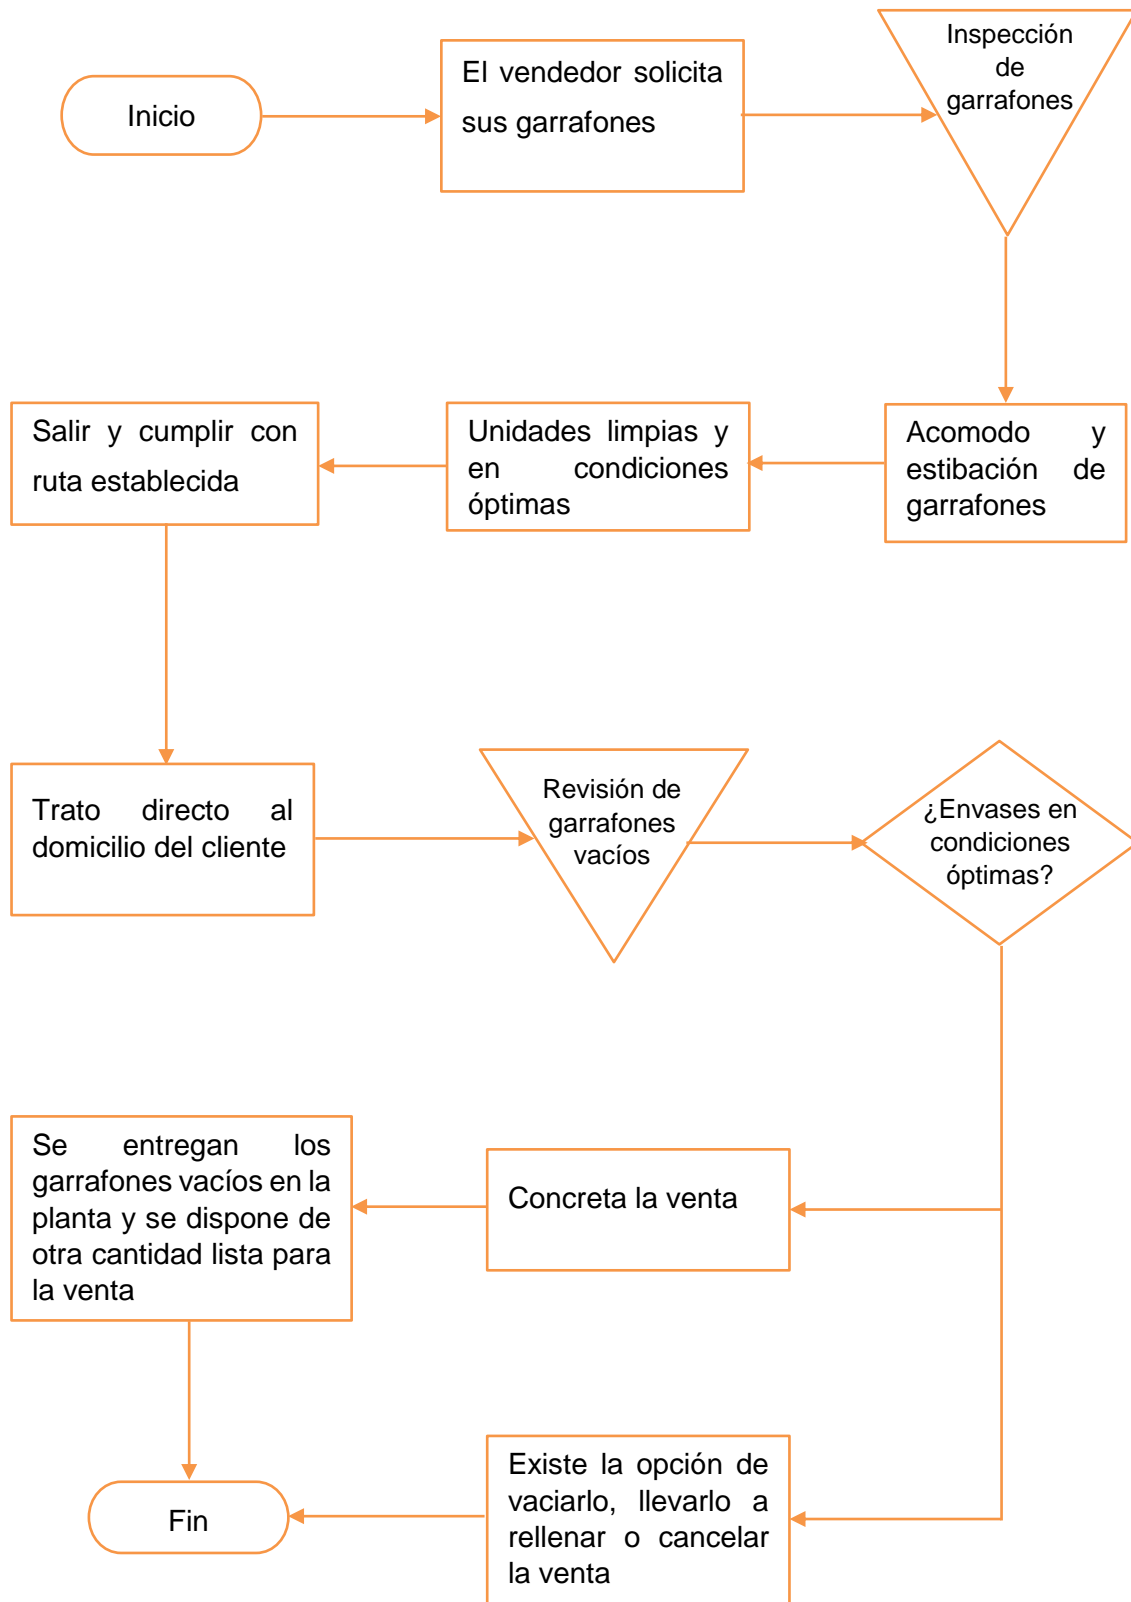 Inicio
El vendedor solicita
sus garrafones
Inspección
de
garrafones
Acomodo y
estibación de
garrafones
Unidades limpias y
en condiciones
óptimas
Salir y cumplir con
ruta establecida
Trato directo al
domicilio del cliente
Revisión de
garrafones
vacíos
¿Envases en
condiciones
óptimas?
Concreta la venta
Se entregan los
garrafones vacíos en la
planta y se dispone de
otra cantidad lista para
la venta
Existe la opción de
vaciarlo, llevarlo a
rellenar o cancelar
la venta
Fin